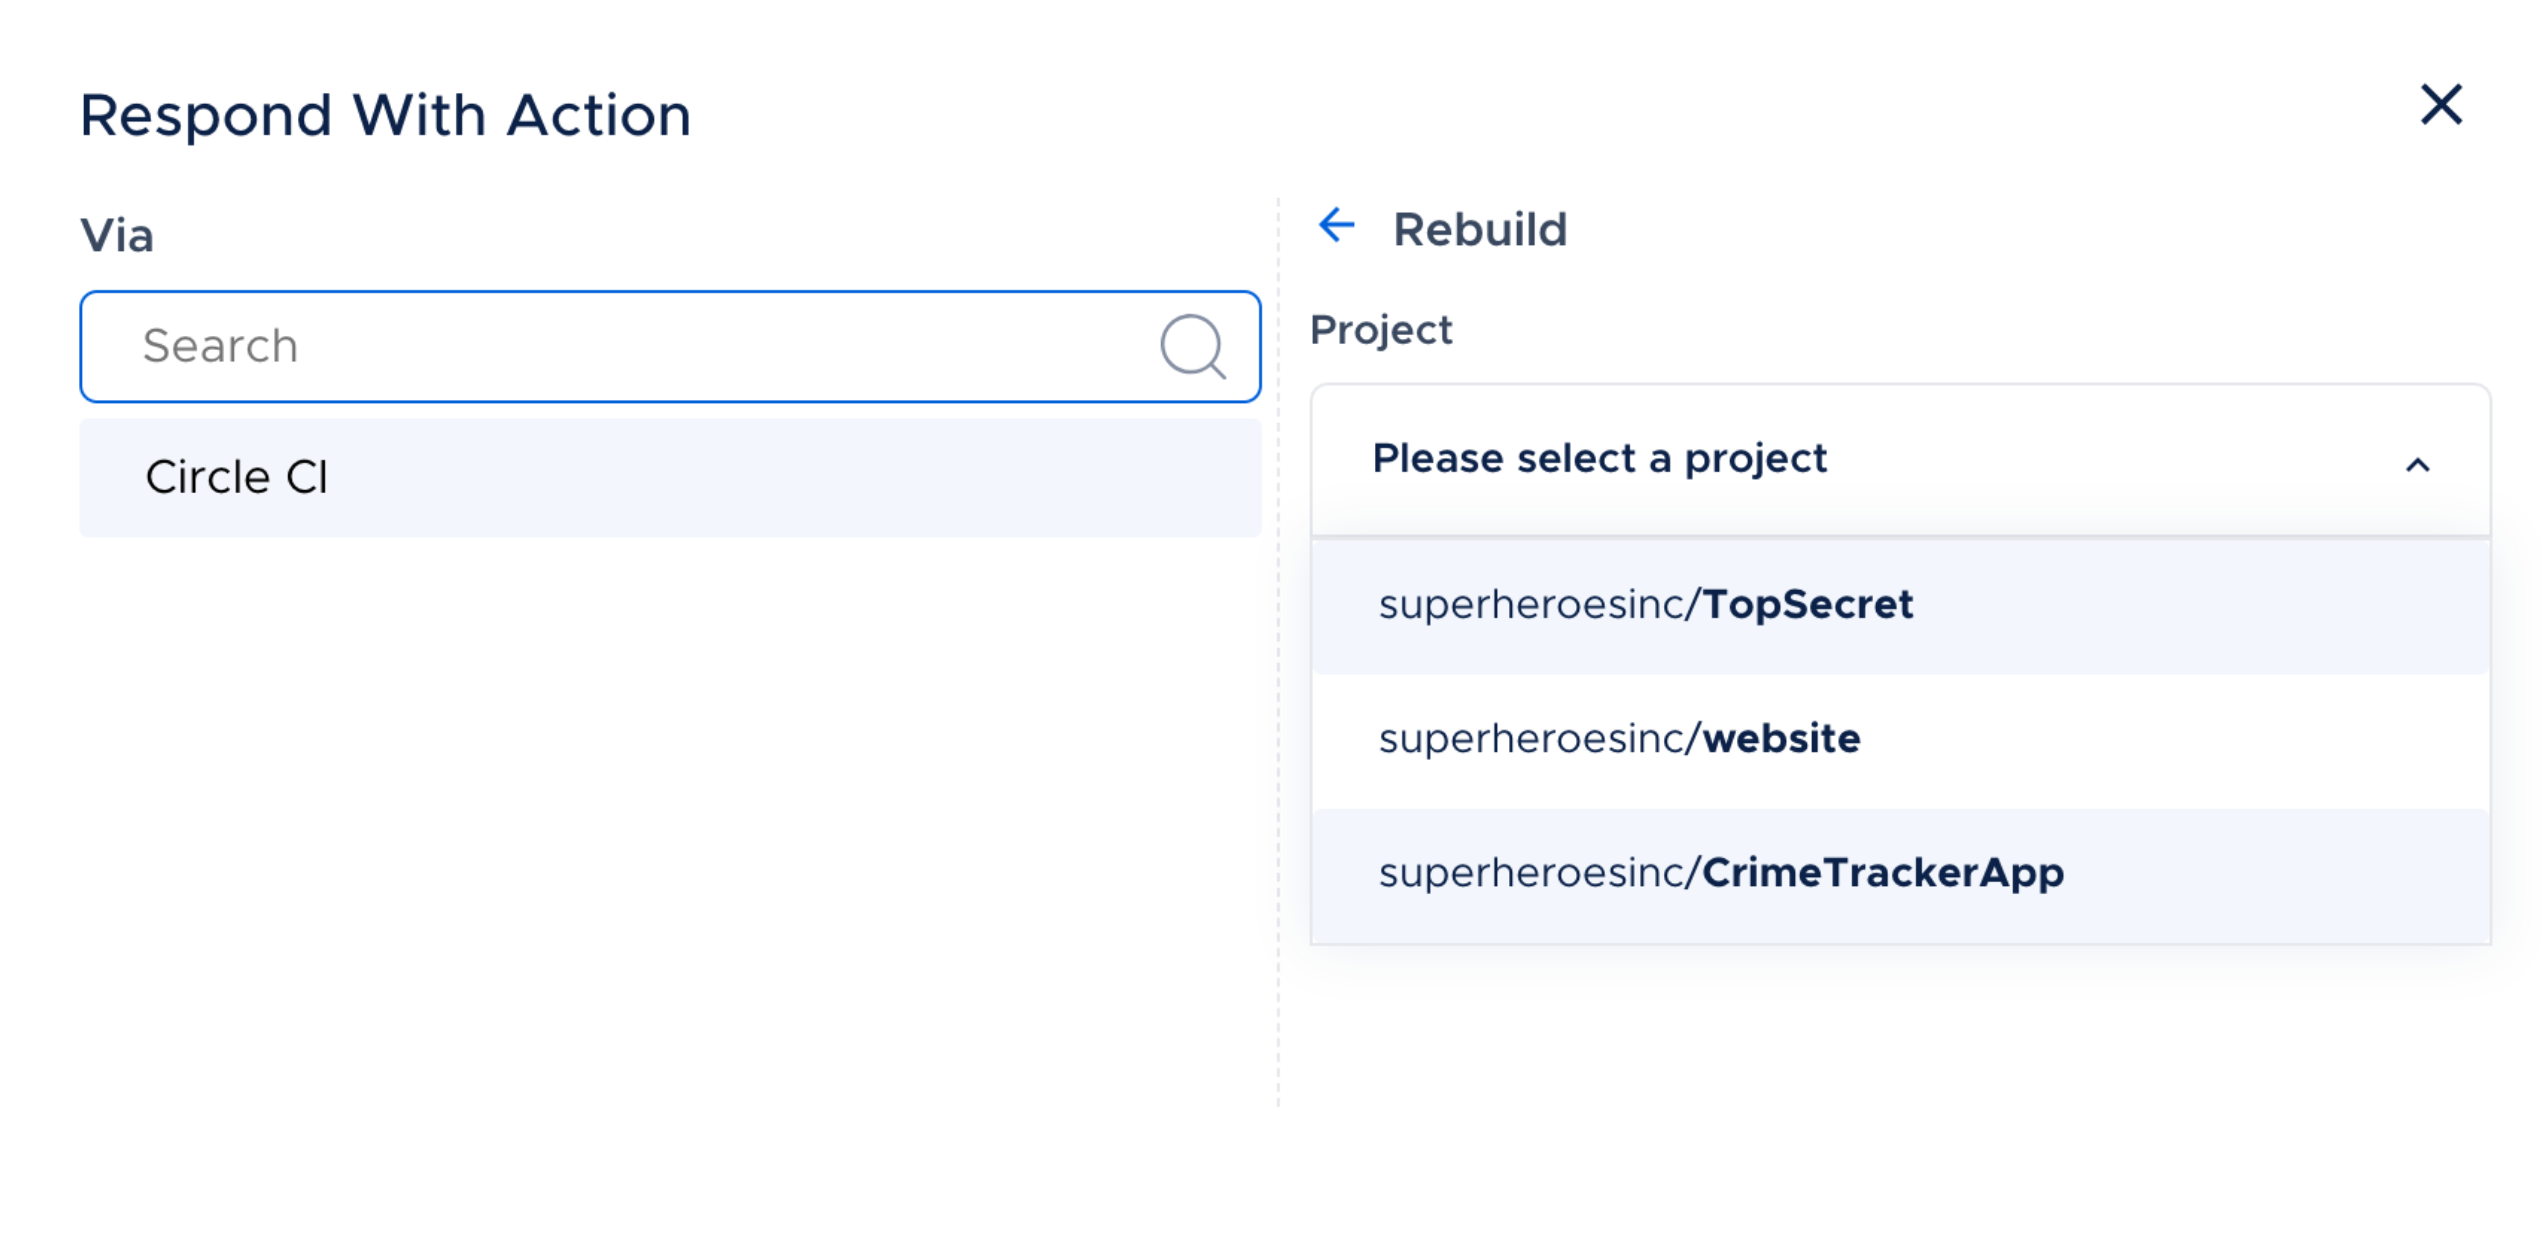 Respond With Action
Via
Search
Circle CI
Rebuild
Project
Please select a project
superheroesinc/TopSecret
superheroesinc/website
superheroesinc/CrimeTrackerApp